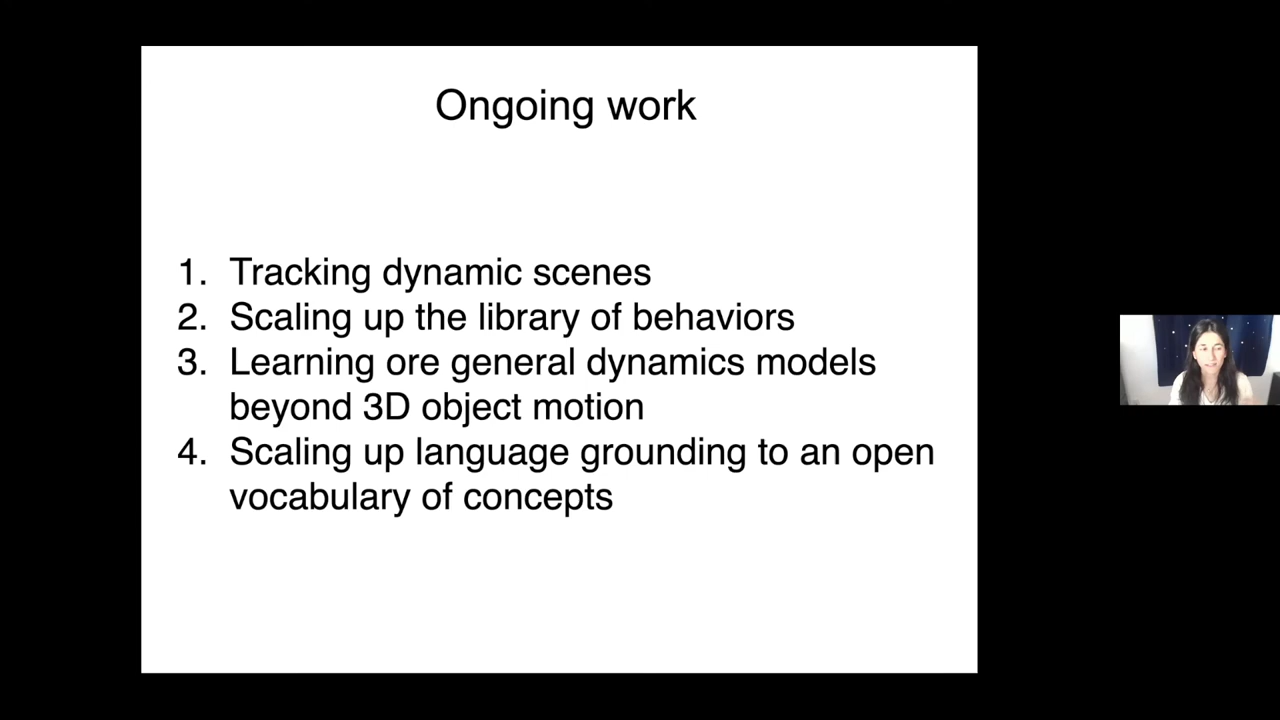 Ongoing work
1. Tracking dynamic scenes
2. Scaling up the library of behaviors
3. Learning ore general dynamics models
beyond 3D object motion
4. Scaling up language grounding to an open
vocabulary of concepts